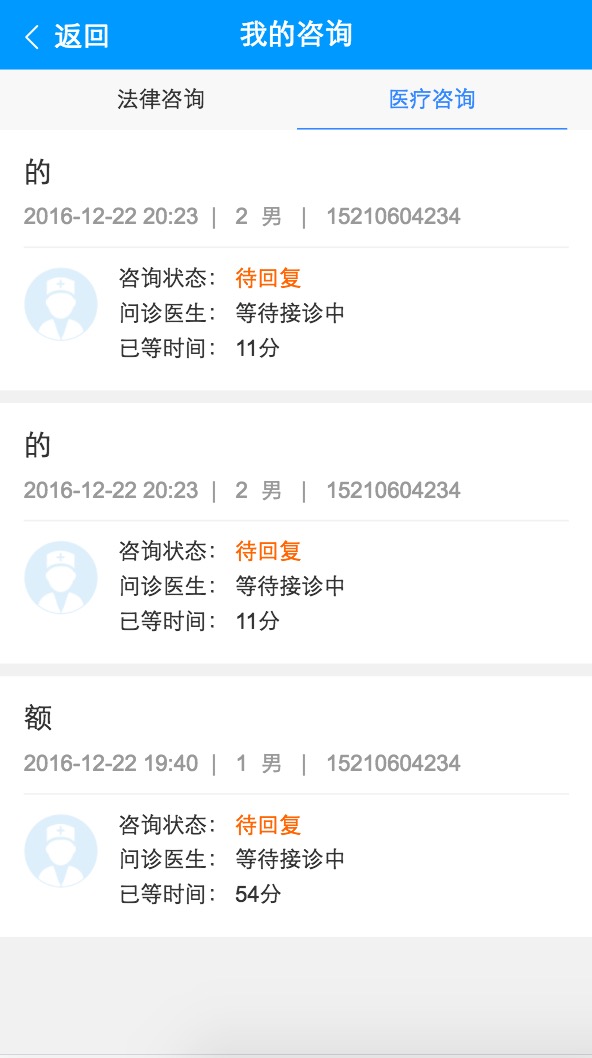 返回
我的咨询
法律咨询 医疗咨询
的
2016-12-22 20:23 | 2 男 | 15210604234
咨询状态： 待回复
问诊医生： 等待接诊中
已等时间： 11分
的
2016-12-22 20:23 | 2 男 | 15210604234
咨询状态： 待回复
问诊医生： 等待接诊中
已等时间： 11分
额
2016-12-22 19:40 | 1 男 | 15210604234
咨询状态： 待回复
问诊医生： 等待接诊中
已等时间： 54分